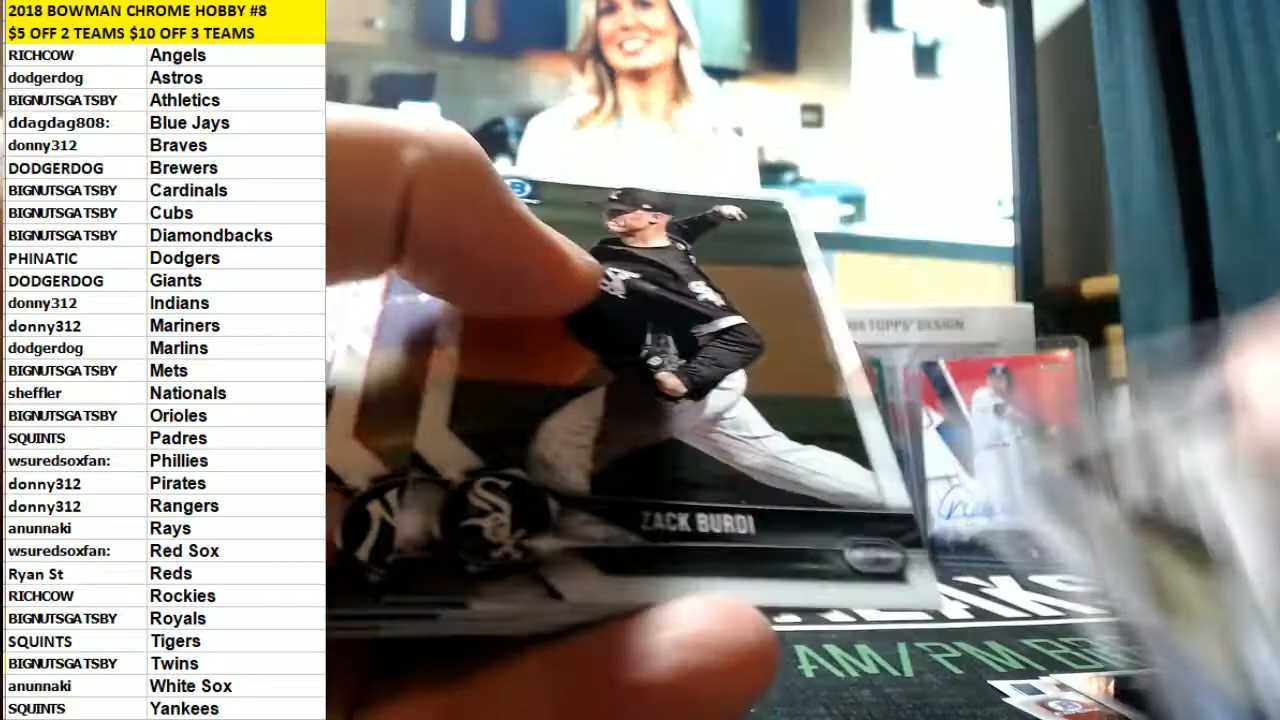 2018 BOWMAN CHROME HOBBY #8
$5 OFF 2 TEAMS $10 OFF 3 TEAMS
RICHCOW Angels
dodgerdog Astros
BIGNUTSGATSBY Athletics
ddagdag808: Blue Jays
donny312 Braves
DODGERDOG Brewers
BIGNUTSGATSBY Cardinals
BIGNUTSGATSBY Cubs
BIGNUTSGATSBY Diamondbacks
PHINATIC Dodgers
DODGERDOG Giants
donny312 Indians
donny312 Mariners
dodgerdog Marlins
BIGNUTSGATSBY Mets
sheffler Nationals
BIGNUTSGATSBY Orioles
SQUINTS Padres
wsuredsoxfan: Phillies
donny312 Pirates
donny312 Rangers
anunnaki Rays
wsuredsoxfan: Red Sox
Ryan St Reds
RICHCOW Rockies
BIGNUTSGATSBY Royals
SQUINTS Tigers
BIGNUTSGATSBY Twins
anunnaki White Sox
SQUINTS Yankees
B
Sox
ZACK BURDI
TOPPS® DESIGN
AM/PM